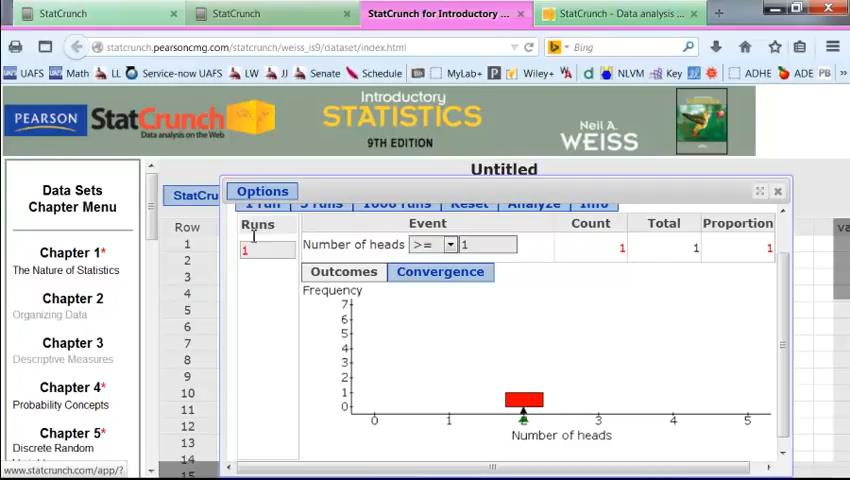 StatCrunch
StatCrunch
StatCrunch for Introductory ...
StatCrunch - Data analysis ...
statcrunch.pearsoncmg.com/statcrunch/weiss_is9/dataset/index.html
Bing
UAFS Math LL Service-now UAFS LW JJ Senate Schedule MyLab+ Wiley+ NLVM Key ADHE ADE PB
PEARSON
StatCrunch
Data analysis on the Web
Introductory
STATISTICS
9TH EDITION
Neil A.
WEISS
Data Sets
Chapter Menu
Chapter 1*
The Nature of Statistics
Chapter 2
Organizing Data
Chapter 3
Descriptive Measures
Chapter 4*
Probability Concepts
Chapter 5*
Discrete Random
www.statcrunch.com/app/?
Untitled
StatCru
Row
1
2
3
4
5
6
7
8
9
10
11
12
13
14
15
va
Options
1 run 5 runs 1000 runs Reset Analyze Info
Runs Event Count Total Proportion
1 Number of heads >= 1 1 1 1
Outcomes Convergence
Frequency
7
6
5
4
3
2
1
0
0 1 2 3 4 5
Number of heads